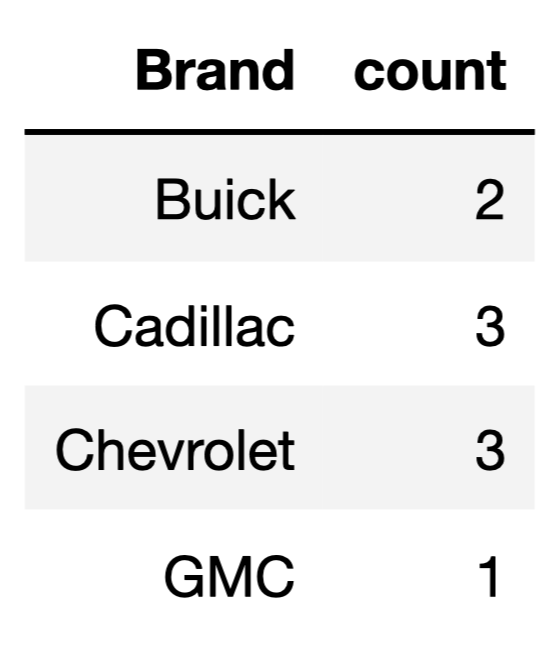 Brand count
Buick 2
Cadillac 3
Chevrolet 3
GMC 1